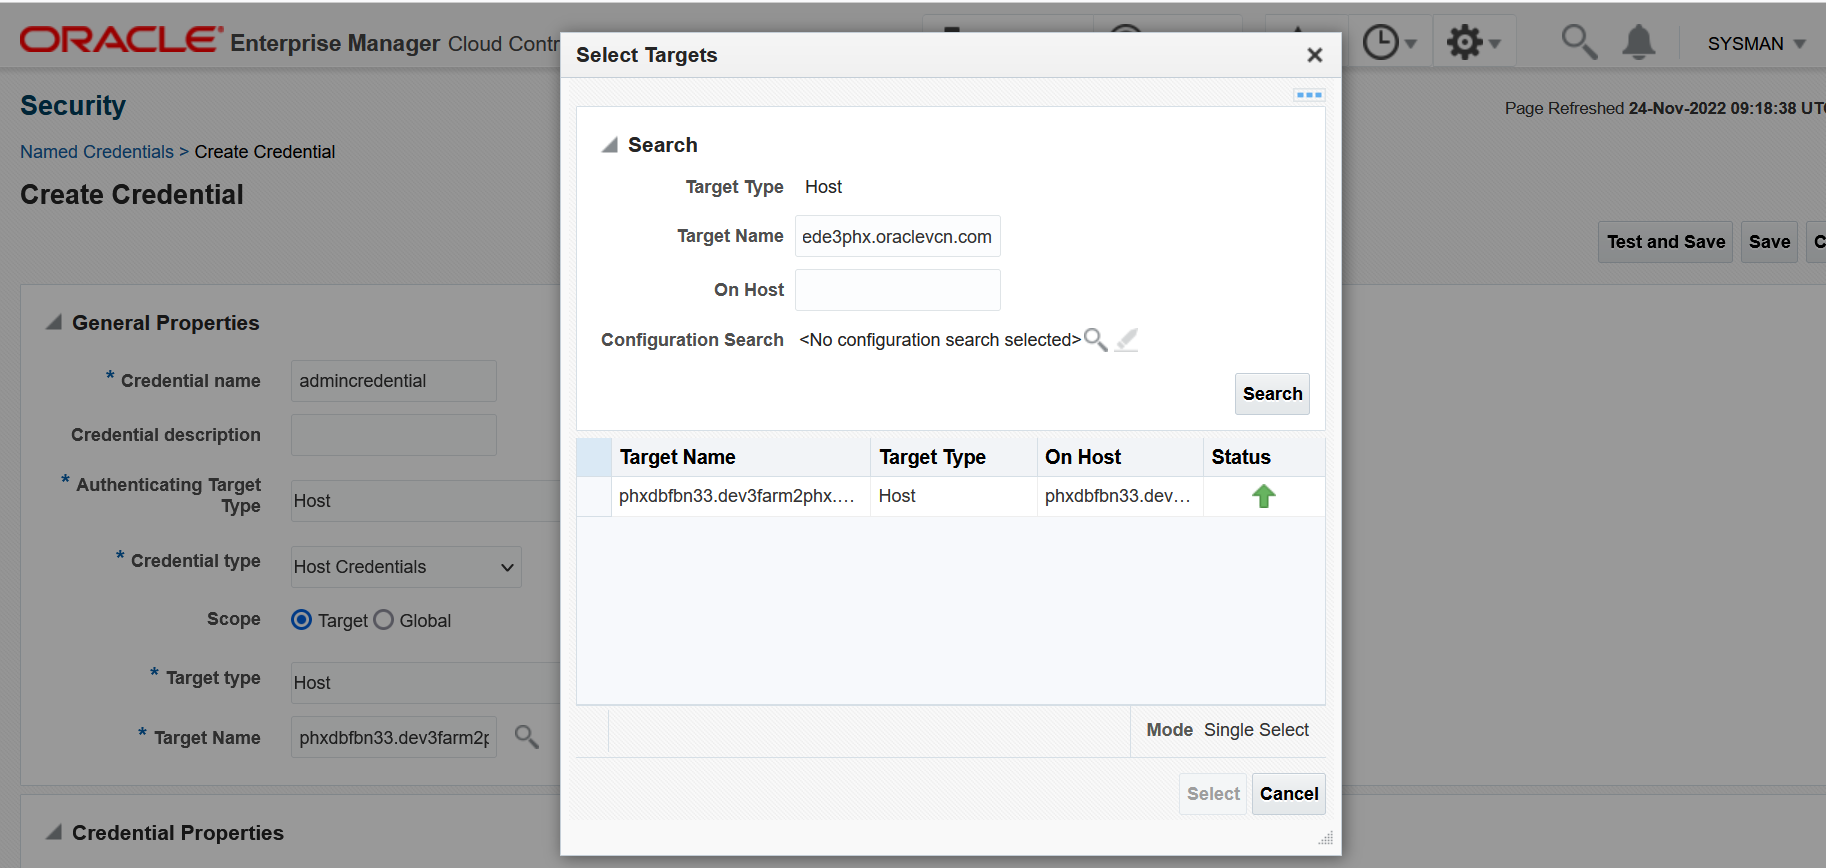 ORACLE Enterprise Manager Cloud Contr
SYSMAN
Select Targets
Security
Page Refreshed 24-Nov-2022 09:18:38 UTC
Named Credentials > Create Credential
Create Credential
Test and Save Save C
General Properties
* Credential name admincredential
Credential description
* Authenticating Target
Type
Host
* Credential type Host Credentials
Scope Target Global
* Target type Host
* Target Name phxdbfbn33.dev3farm2p
Credential Properties
Search
Target Type Host
Target Name ede3phx.oraclevcn.com
On Host
Configuration Search <No configuration search selected>
Search
Target Name Target Type On Host Status
phxdbfbn33.dev3farm2phx.... Host phxdbfbn33.dev...
Mode Single Select
Select Cancel